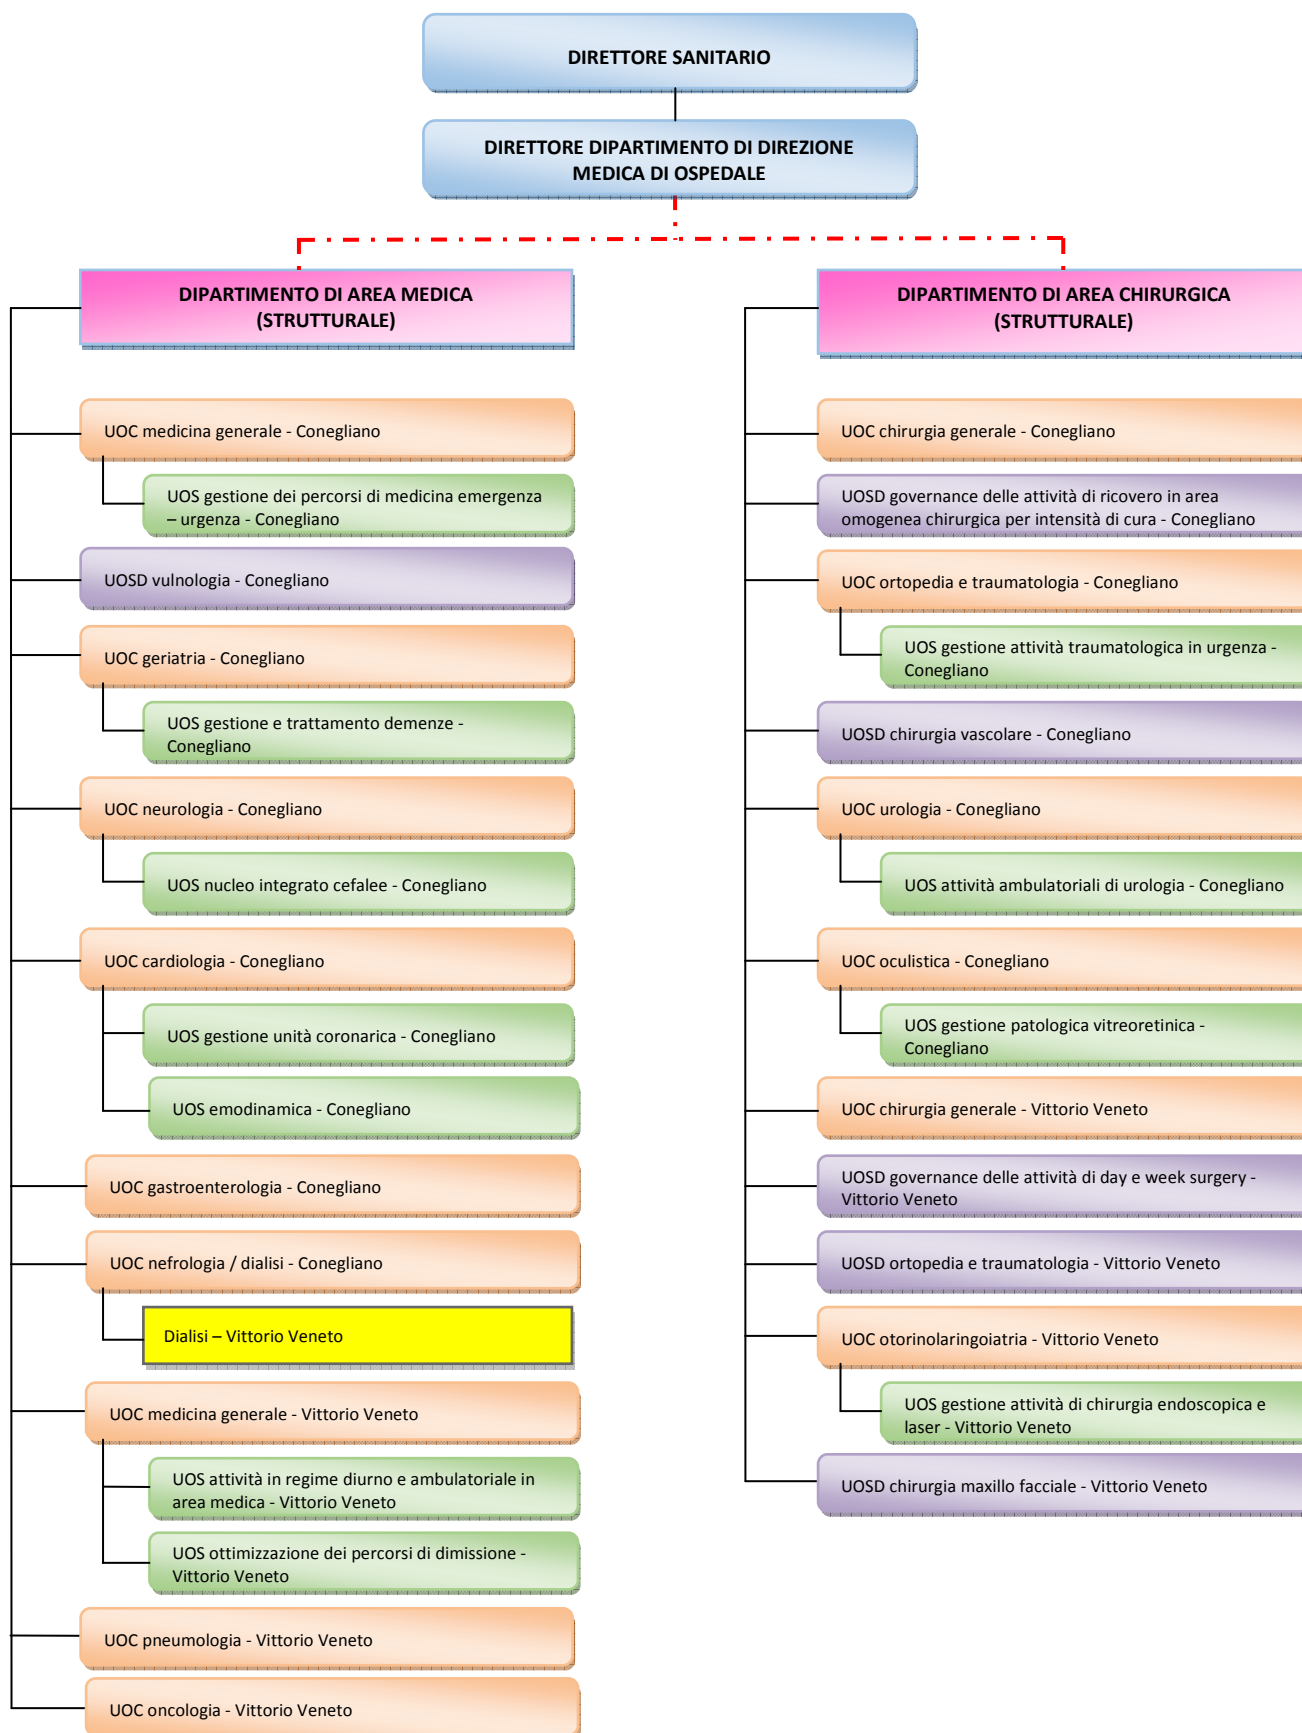 DIRETTORE SANITARIO
DIRETTORE DIPARTIMENTO DI DIREZIONE
MEDICA DI OSPEDALE
DIPARTIMENTO DI AREA MEDICA
(STRUTTURALE)
UOC medicina generale - Conegliano
UOS gestione dei percorsi di medicina emergenza
– urgenza - Conegliano
UOSD vulnologia - Conegliano
UOC geriatria - Conegliano
UOS gestione e trattamento demenze -
Conegliano
UOC neurologia - Conegliano
UOS nucleo integrato cefalee - Conegliano
UOC cardiologia - Conegliano
UOS gestione unità coronarica - Conegliano
UOS emodinamica - Conegliano
UOC gastroenterologia - Conegliano
UOC nefrologia / dialisi - Conegliano
Dialisi – Vittorio Veneto
UOC medicina generale - Vittorio Veneto
UOS attività in regime diurno e ambulatoriale in
area medica - Vittorio Veneto
UOS ottimizzazione dei percorsi di dimissione -
Vittorio Veneto
UOC pneumologia - Vittorio Veneto
UOC oncologia - Vittorio Veneto
DIPARTIMENTO DI AREA CHIRURGICA
(STRUTTURALE)
UOC chirurgia generale - Conegliano
UOSD governance delle attività di ricovero in area
omogenea chirurgica per intensità di cura - Conegliano
UOC ortopedia e traumatologia - Conegliano
UOS gestione attività traumatologica in urgenza -
Conegliano
UOSD chirurgia vascolare - Conegliano
UOC urologia - Conegliano
UOS attività ambulatoriali di urologia - Conegliano
UOC oculistica - Conegliano
UOS gestione patologica vitreoretinica -
Conegliano
UOC chirurgia generale - Vittorio Veneto
UOSD governance delle attività di day e week surgery -
Vittorio Veneto
UOSD ortopedia e traumatologia - Vittorio Veneto
UOC otorinolaringoiatria - Vittorio Veneto
UOS gestione attività di chirurgia endoscopica e
laser - Vittorio Veneto
UOSD chirurgia maxillo facciale - Vittorio Veneto